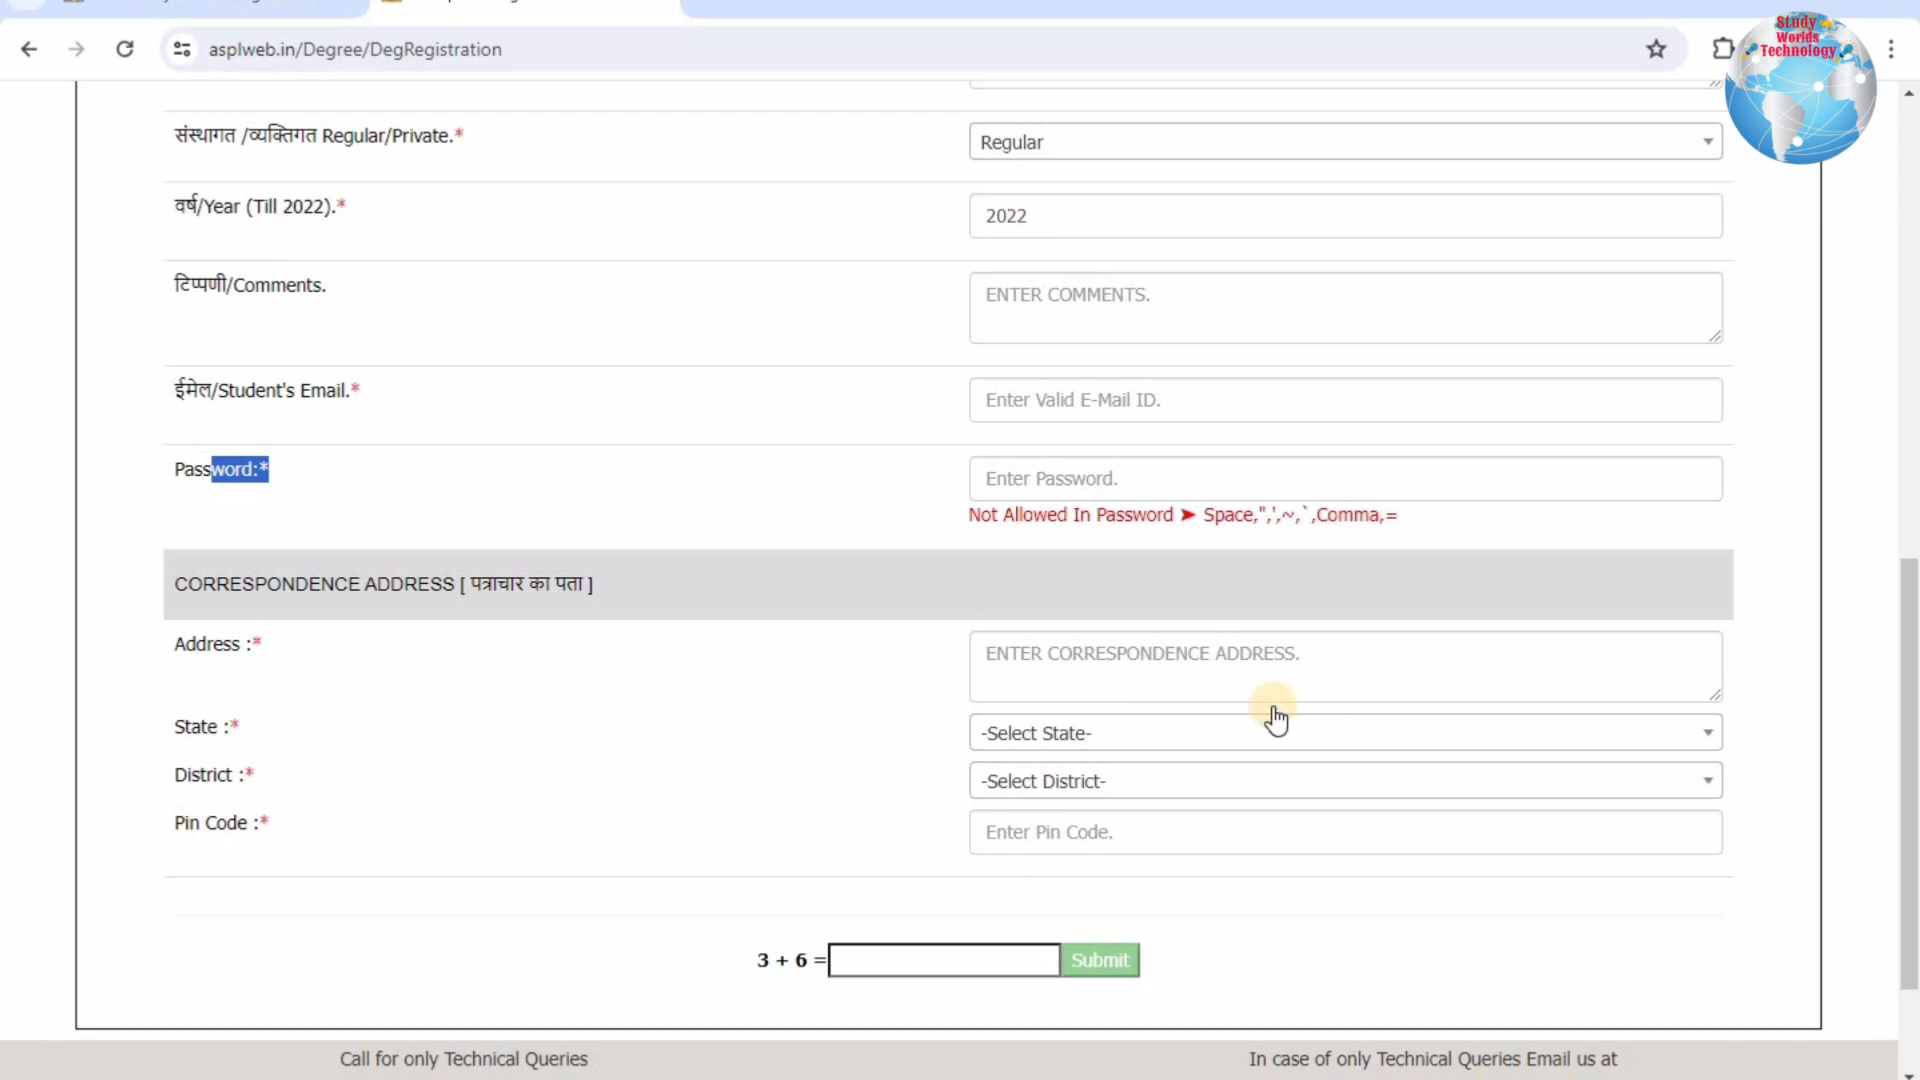 asplweb.in/Degree/DegRegistration
Study
Worlds
Technology
संस्थागत /व्यक्तिगत Regular/Private.*
Regular
वर्ष/Year (Till 2022).*
2022
टिप्पणी/Comments.
ENTER COMMENTS.
ईमेल/Student's Email.*
Enter Valid E-Mail ID.
Password:*
Enter Password.
Not Allowed In Password ➤ Space,",',~,`,Comma,=
CORRESPONDENCE ADDRESS [ पत्राचार का पता ]
Address :*
ENTER CORRESPONDENCE ADDRESS.
State :*
-Select State-
District :*
-Select District-
Pin Code :*
Enter Pin Code.
3 + 6 =
Submit
Call for only Technical Queries
In case of only Technical Queries Email us at